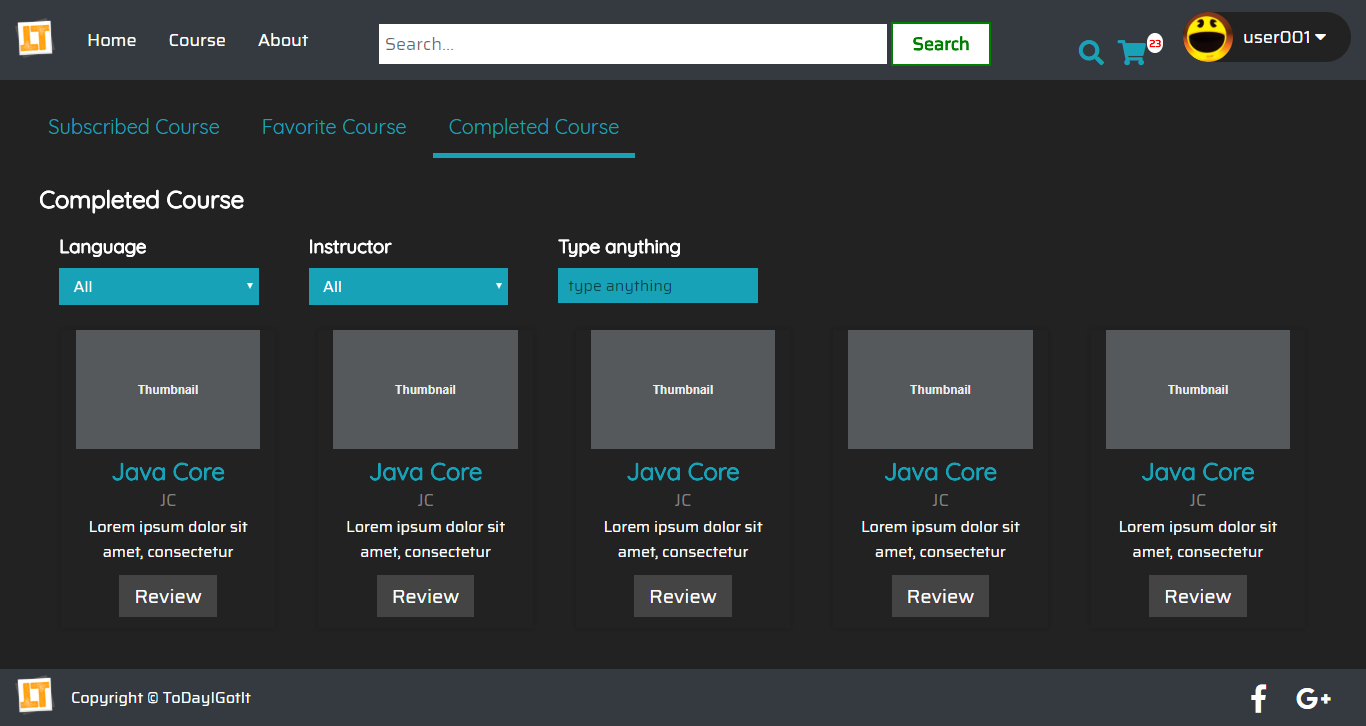 LT Home Course About Search... Search 23 user001
Subscribed Course Favorite Course Completed Course
Completed Course
Language Instructor Type anything
All All type anything
Thumbnail Thumbnail Thumbnail Thumbnail Thumbnail
Java Core Java Core Java Core Java Core Java Core
JC JC JC JC JC
Lorem ipsum dolor sit Lorem ipsum dolor sit Lorem ipsum dolor sit Lorem ipsum dolor sit Lorem ipsum dolor sit
amet, consectetur amet, consectetur amet, consectetur amet, consectetur amet, consectetur
Review Review Review Review Review
LT Copyright © ToDayIGotIt G+